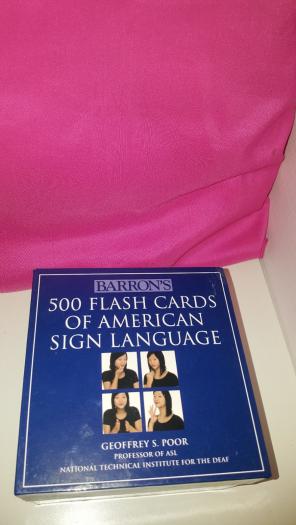 BARRON'S
500 FLASH CARDS
OF AMERICAN
SIGN LANGUAGE
GEOFFREY S. POOR
PROFESSOR OF ASL
NATIONAL TECHNICAL INSTITUTE FOR THE DEAF